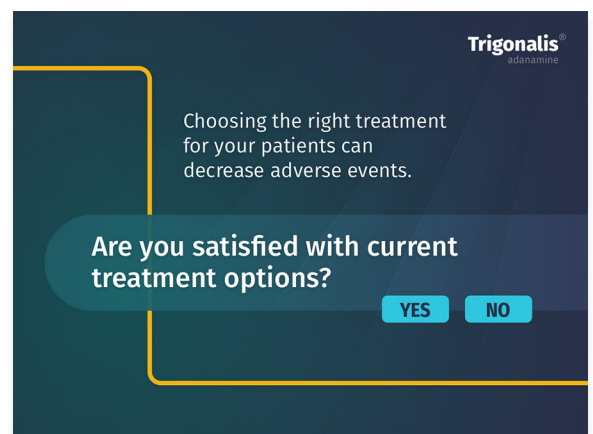 Trigonalis®
adanamine
Choosing the right treatment
for your patients can
decrease adverse events.
Are you satisfied with current
treatment options?
YES NO